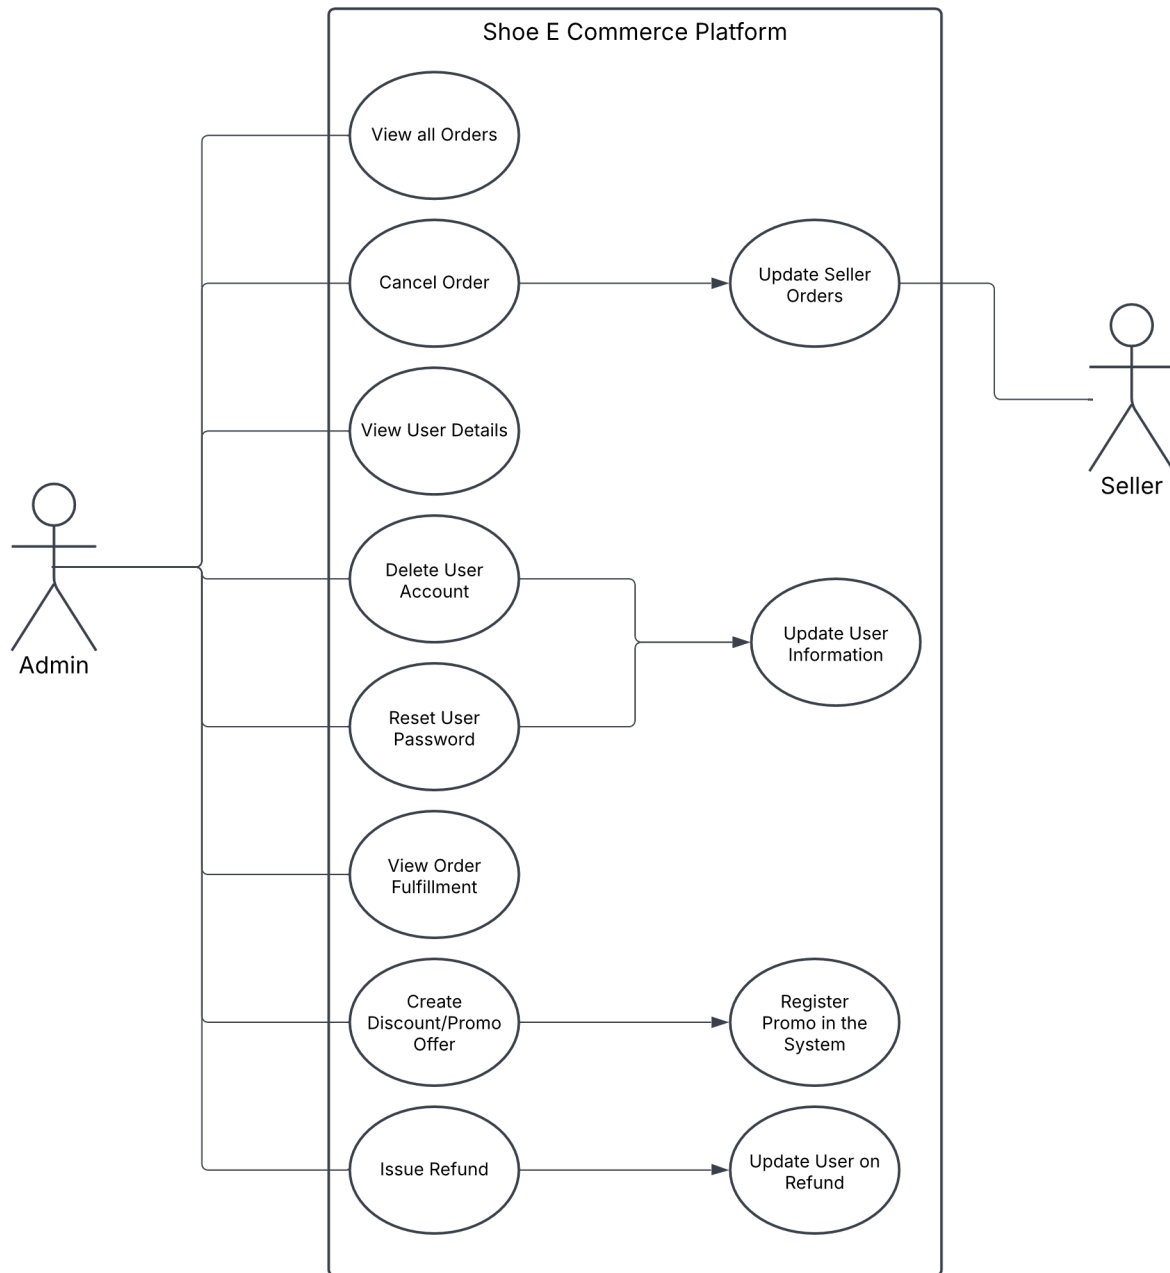 Shoe E Commerce Platform
View all Orders
Cancel Order
Update Seller
Orders
View User Details
Seller
Delete User
Account
Update User
Information
Admin
Reset User
Password
View Order
Fulfillment
Create
Discount/Promo
Offer
Register
Promo in the
System
Issue Refund
Update User on
Refund